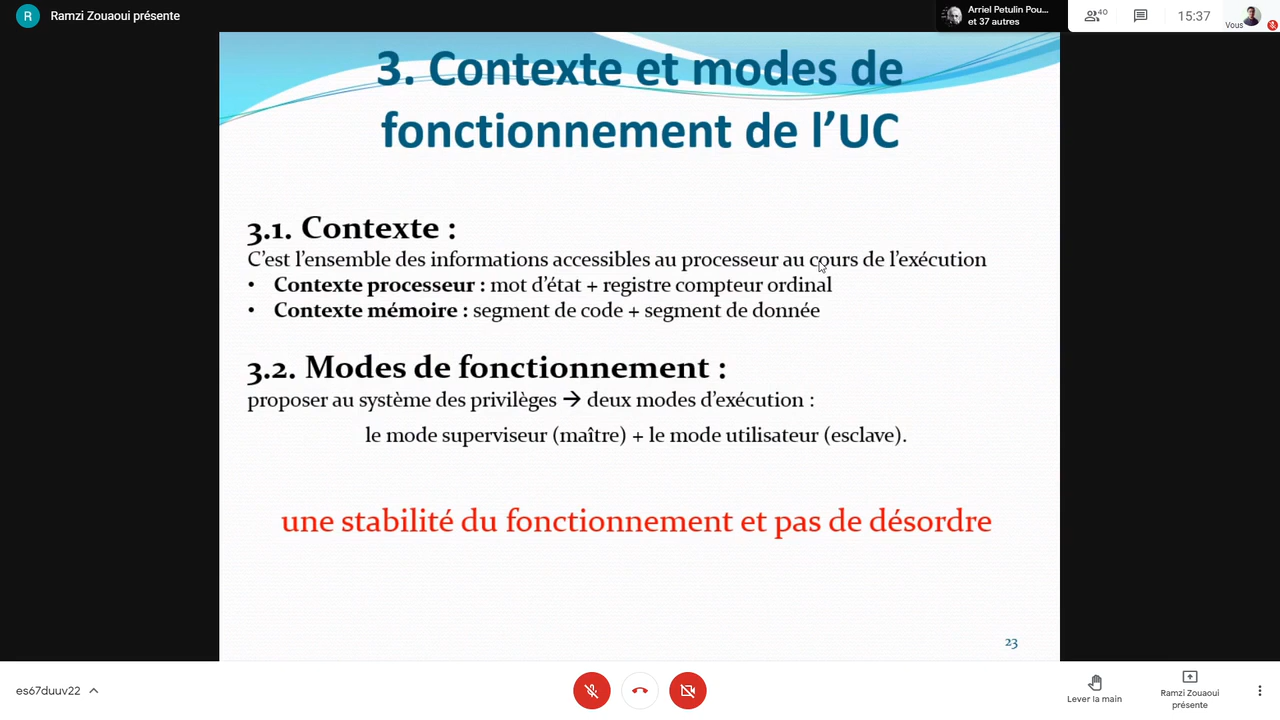 R
Ramzi Zouaoui présente
Arriel Petulin Pou...
et 37 autres
40
15:37
Vous
3. Contexte et modes de
fonctionnement de l’UC
3.1. Contexte :
C’est l’ensemble des informations accessibles au processeur au cours de l’exécution
• Contexte processeur : mot d’état + registre compteur ordinal
• Contexte mémoire : segment de code + segment de donnée
3.2. Modes de fonctionnement :
proposer au système des privilèges → deux modes d’exécution :
le mode superviseur (maître) + le mode utilisateur (esclave).
une stabilité du fonctionnement et pas de désordre
23
es67duuv22
Lever la main
Ramzi Zouaoui
présente